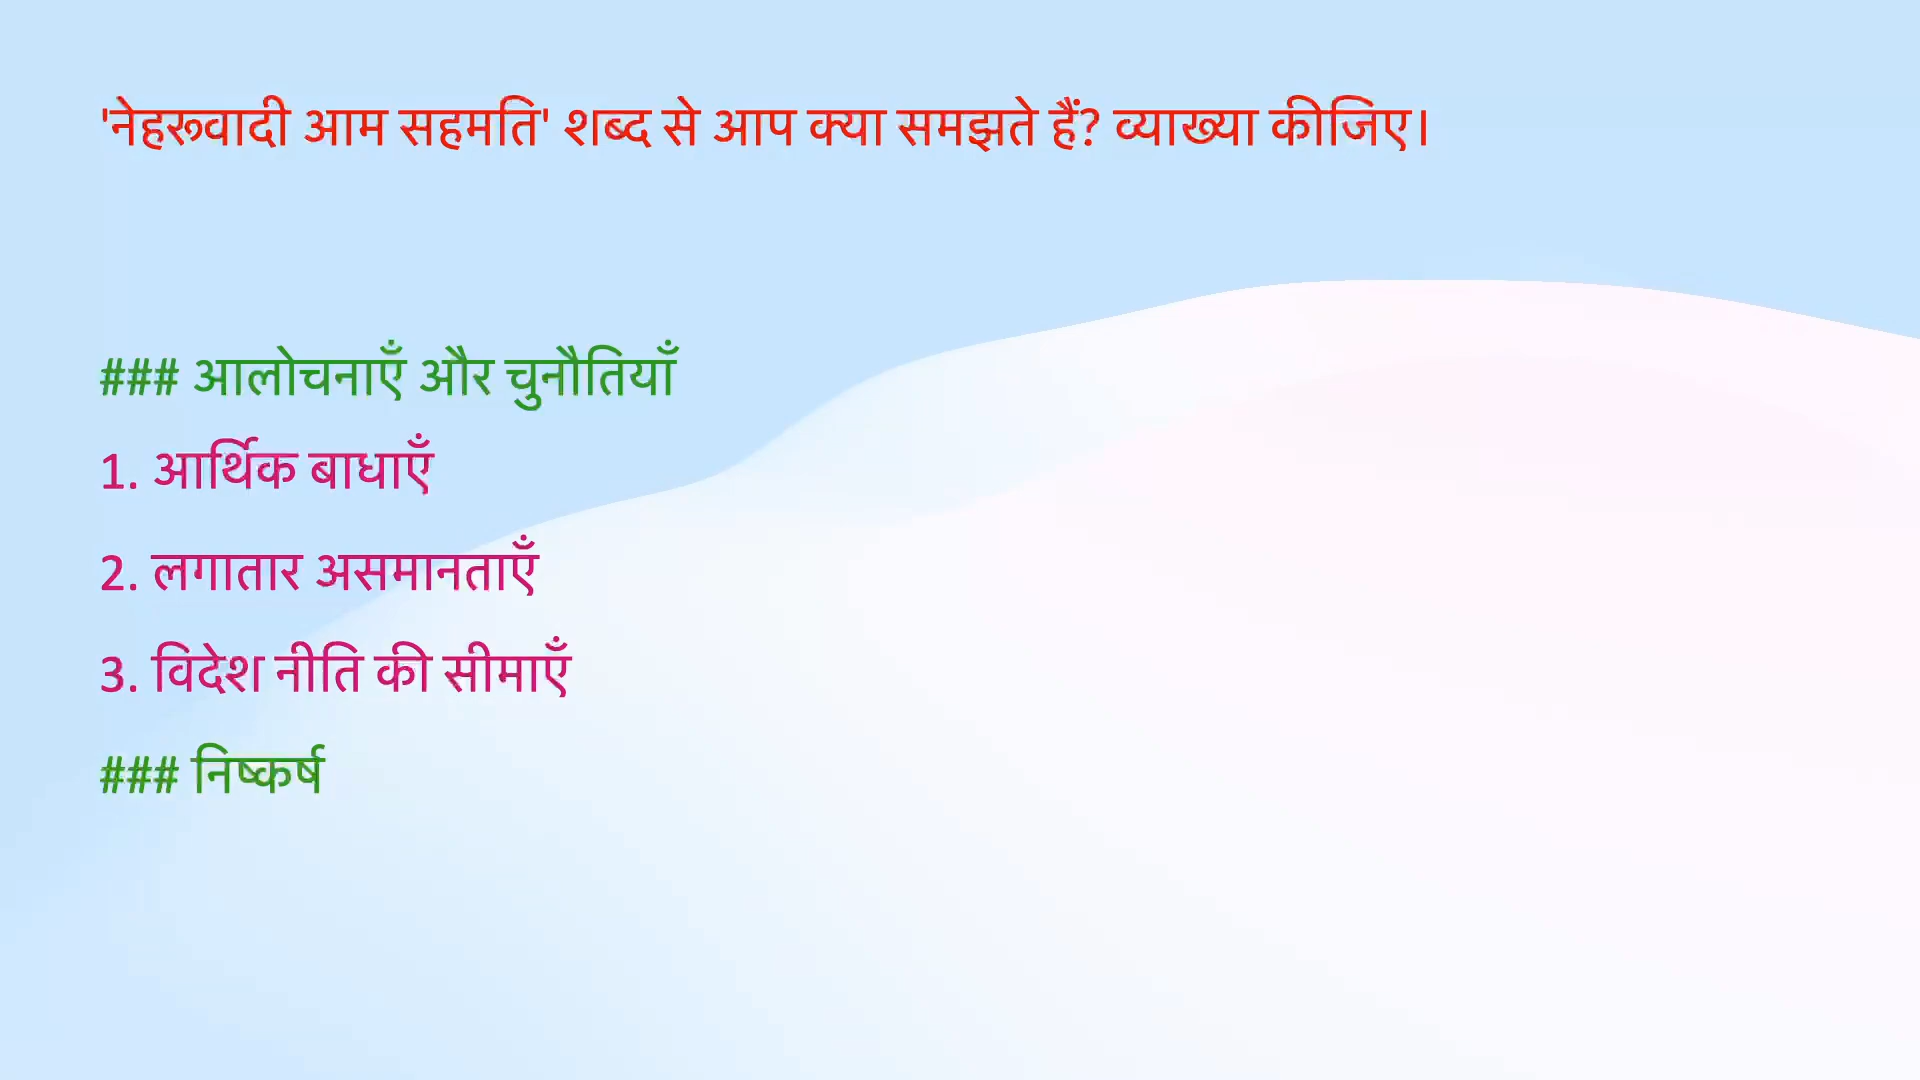 'नेहरूवादी आम सहमति' शब्द से आप क्या समझते हैं? व्याख्या कीजिए।
### आलोचनाएँ और चुनौतियाँ
1. आर्थिक बाधाएँ
2. लगातार असमानताएँ
3. विदेश नीति की सीमाएँ
### निष्कर्ष